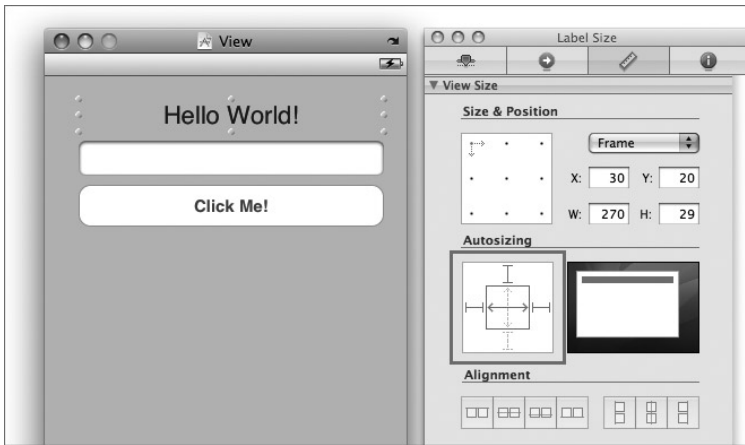 View
Hello World!
Click Me!
Label Size
View Size
Size & Position
Frame
X: 30 Y: 20
W: 270 H: 29
Autosizing
Alignment